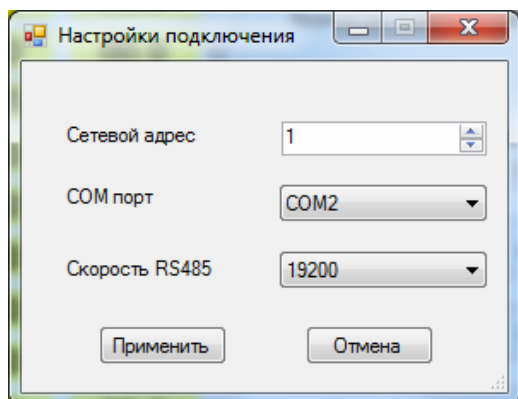 Настройки подключения
Сетевой адрес 1
COM порт COM2
Скорость RS485 19200
Применить Отмена